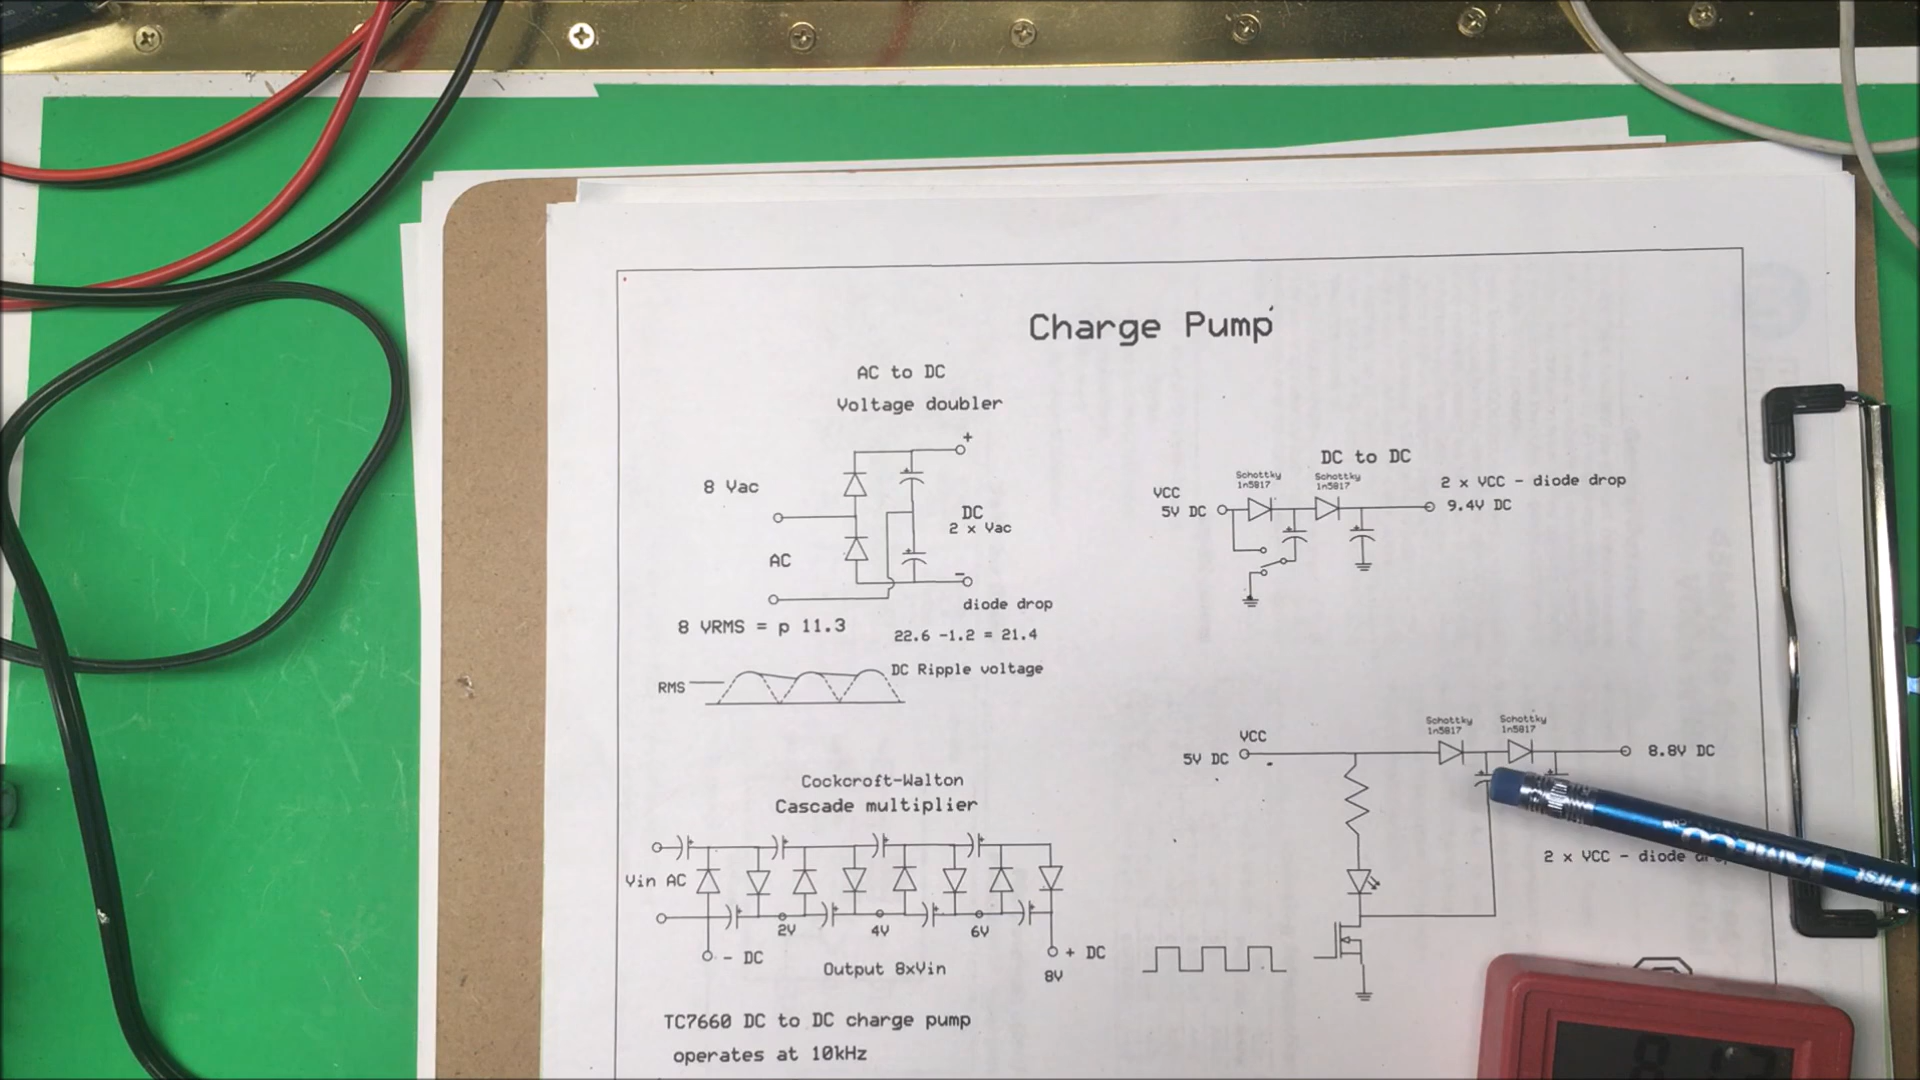 Charge Pump
AC to DC
Voltage doubler
+
8 Vac
DC
2 x Vac
AC
-
diode drop
8 VRMS = p 11.3
22.6 -1.2 = 21.4
DC Ripple voltage
RMS
DC to DC
Schottky
1n5817
Schottky
1n5817
2 x VCC - diode drop
VCC
5V DC
9.4V DC
Schottky
1n5817
Schottky
1n5817
VCC
5V DC
8.8V DC
2 x VCC - diode
Cockcroft-Walton
Cascade multiplier
Vin AC
2V
4V
6V
- DC
+ DC
8V
Output 8xVin
TC7660 DC to DC charge pump
operates at 10kHz
JAMECO